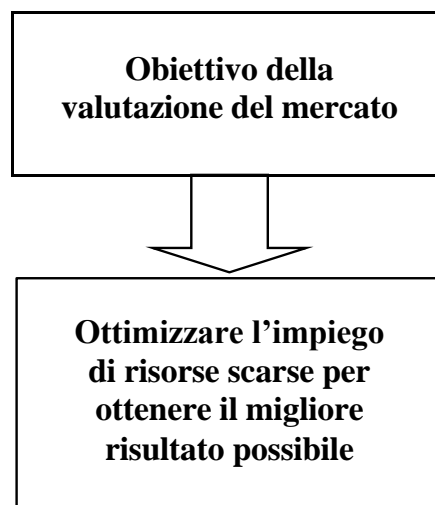 Obiettivo della
valutazione del mercato
Ottimizzare l’impiego
di risorse scarse per
ottenere il migliore
risultato possibile